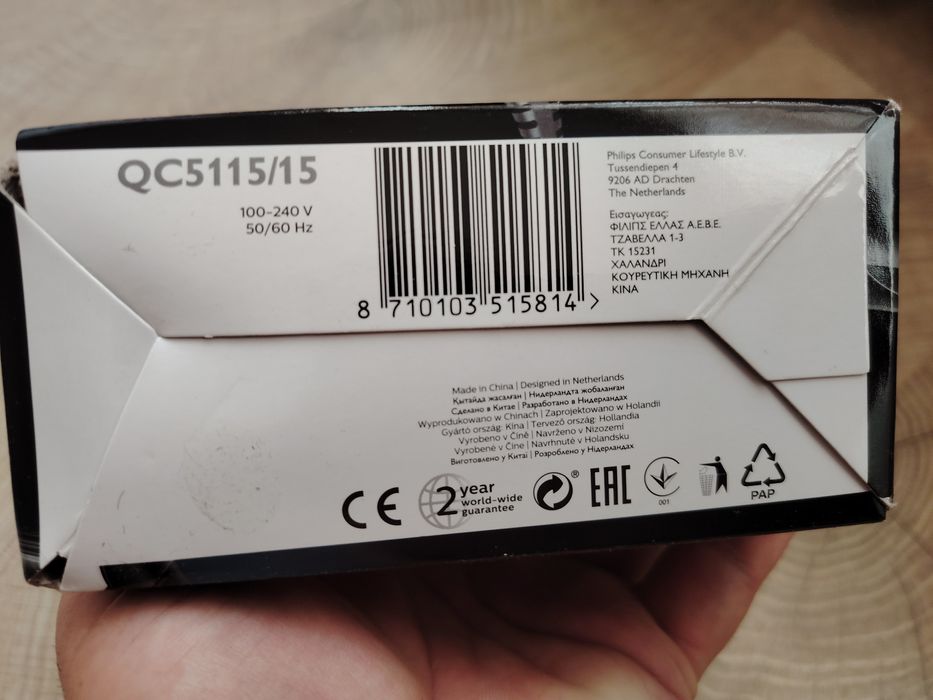 QC5115/15
100-240 V
50/60 Hz
8 710103 515814 >
Philips Consumer Lifestyle B.V.
Tussendiepen 4
9206 AD Drachten
The Netherlands
Εισαγωγεας:
ΦΙΛΙΠΣ ΕΛΛΑΣ Α.Ε.Β.Ε.
ΤΖΑΒΕΛΛΑ 1-3
ΤΚ 15231
ΧΑΛΑΝΔΡΙ
ΚΟΥΡΕΥΤΙΚΗ ΜΗΧΑΝΗ
ΚΙΝΑ
Made in China | Designed in Netherlands
Қытайда жасалған | Нидерландта жобаланған
Сделано в Китае | Разработано в Нидерландах
Wyprodukowano w Chinach | Zaprojektowano w Holandii
Gyártó ország: Kína | Tervező ország: Hollandia
Vyrobeno v Číně | Navrženo v Nizozemí
Vyrobené v Číne | Navrhnuté v Holandsku
Виготовлено у Китаї | Розроблено у Нідерландах
CE
2 year
world-wide
guarantee
®
EAC
001
PAP